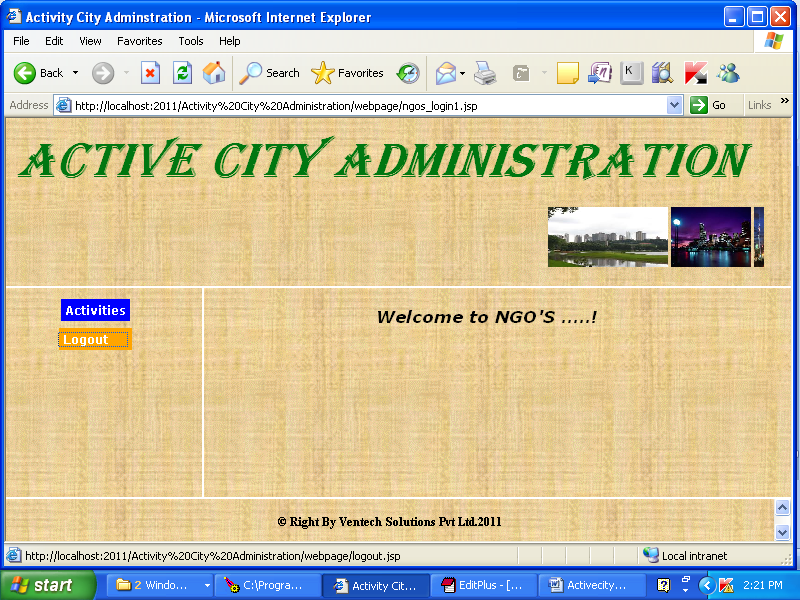 Activity City Adminstration - Microsoft Internet Explorer
File Edit View Favorites Tools Help
Back Search Favorites K
Address http://localhost:2011/Activity%20City%20Administration/webpage/ngos_login1.jsp Go Links »
ACTIVE CITY ADMINISTRATION
Activities
Welcome to NGO'S .....!
Logout
© Right By Ventech Solutions Pvt Ltd.2011
http://localhost:2011/Activity%20City%20Administration/webpage/logout.jsp Local intranet
start 2 Windo... C:\Progra... Activity Cit... EditPlus - [... Activecity... 2:21 PM